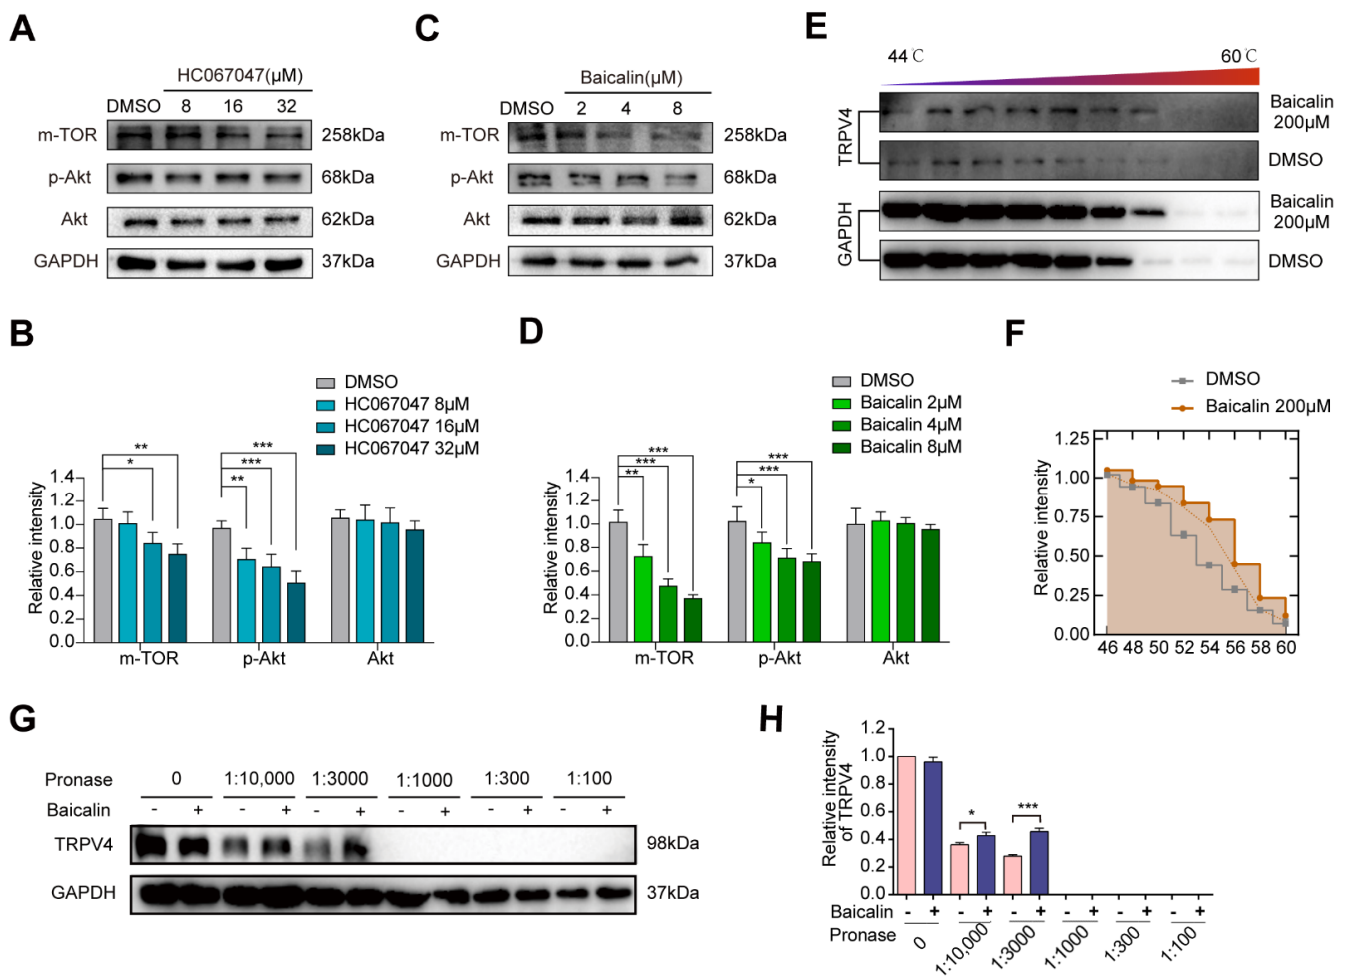 A
HC067047(μM)
DMSO 8 16 32
m-TOR 258kDa
p-Akt 68kDa
Akt 62kDa
GAPDH 37kDa
C
Baicalin(μM)
DMSO 2 4 8
m-TOR 258kDa
p-Akt 68kDa
Akt 62kDa
GAPDH 37kDa
E
44℃ 60℃
TRPV4
Baicalin
200μM
DMSO
GAPDH
Baicalin
200μM
DMSO
B
DMSO
HC067047 8μM
HC067047 16μM
HC067047 32μM
** ***
* ***
**
Relative intensity
1.4
1.2
1.0
0.8
0.6
0.4
0.2
0.0
m-TOR p-Akt Akt
D
DMSO
Baicalin 2μM
Baicalin 4μM
Baicalin 8μM
*** ***
*** ***
** *
Relative intensity
1.4
1.2
1.0
0.8
0.6
0.4
0.2
0.0
m-TOR p-Akt Akt
F
DMSO
Baicalin 200μM
Relative intensity
1.25
1.00
0.75
0.50
0.25
0.00
46 48 50 52 54 56 58 60
G
Pronase 0 1:10,000 1:3000 1:1000 1:300 1:100
Baicalin - + - + - + - + - + - +
TRPV4 98kDa
GAPDH 37kDa
H
Relative intensity
of TRPV4
1.2
1.0
0.8
0.6
0.4
0.2
0.0
* ***
Baicalin - + - + - + - + - + - +
Pronase 0 1:10,000 1:3000 1:1000 1:300 1:100